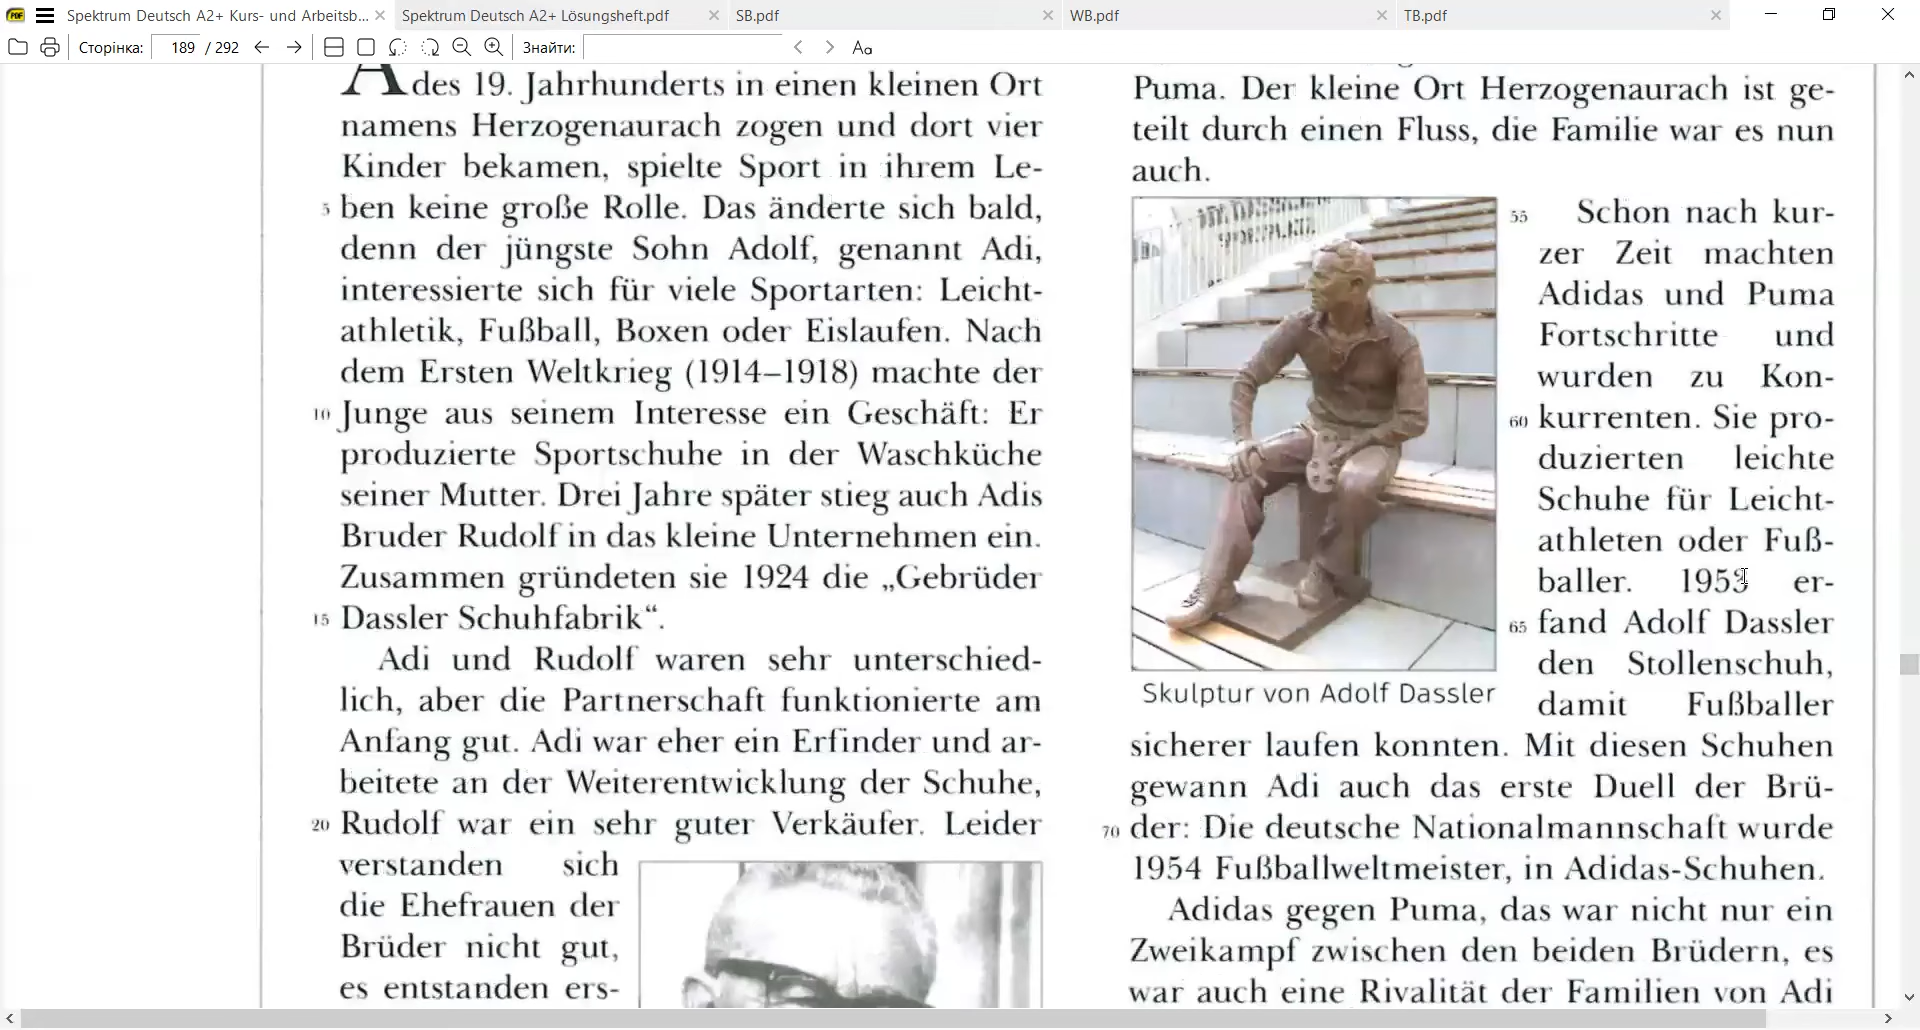 Spektrum Deutsch A2+ Kurs- und Arbeitsb...
Spektrum Deutsch A2+ Lösungsheft.pdf
SB.pdf
WB.pdf
TB.pdf
Сторінка:
189 / 292
Знайти:
Aa
des 19. Jahrhunderts in einen kleinen Ort
namens Herzogenaurach zogen und dort vier
Kinder bekamen, spielte Sport in ihrem Le-
5 ben keine große Rolle. Das änderte sich bald,
denn der jüngste Sohn Adolf, genannt Adi,
interessierte sich für viele Sportarten: Leicht-
athletik, Fußball, Boxen oder Eislaufen. Nach
dem Ersten Weltkrieg (1914–1918) machte der
10 Junge aus seinem Interesse ein Geschäft: Er
produzierte Sportschuhe in der Waschküche
seiner Mutter. Drei Jahre später stieg auch Adis
Bruder Rudolf in das kleine Unternehmen ein.
Zusammen gründeten sie 1924 die „Gebrüder
15 Dassler Schuhfabrik“.
Adi und Rudolf waren sehr unterschied-
lich, aber die Partnerschaft funktionierte am
Anfang gut. Adi war eher ein Erfinder und ar-
beitete an der Weiterentwicklung der Schuhe,
20 Rudolf war ein sehr guter Verkäufer. Leider
verstanden sich
die Ehefrauen der
Brüder nicht gut,
es entstanden ers-
Puma. Der kleine Ort Herzogenaurach ist ge-
teilt durch einen Fluss, die Familie war es nun
auch.
55 Schon nach kur-
zer Zeit machten
Adidas und Puma
Fortschritte und
wurden zu Kon-
60 kurrenten. Sie pro-
duzierten leichte
Schuhe für Leicht-
athleten oder Fuß-
baller. er-
65 fand Adolf Dassler
den Stollenschuh,
damit Fußballer
Skulptur von Adolf Dassler
sicherer laufen konnten. Mit diesen Schuhen
gewann Adi auch das erste Duell der Brü-
70 der: Die deutsche Nationalmannschaft wurde
1954 Fußballweltmeister, in Adidas-Schuhen.
Adidas gegen Puma, das war nicht nur ein
Zweikampf zwischen den beiden Brüdern, es
war auch eine Rivalität der Familien von Adi